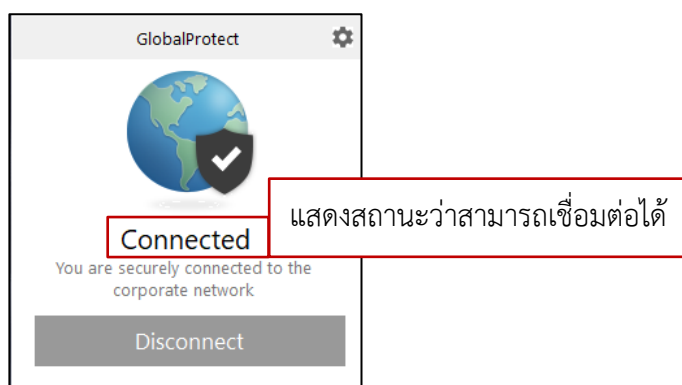 GlobalProtect
แสดงสถานะว่าสามารถเชื่อมต่อได้
Connected
You are securely connected to the
corporate network
Disconnect